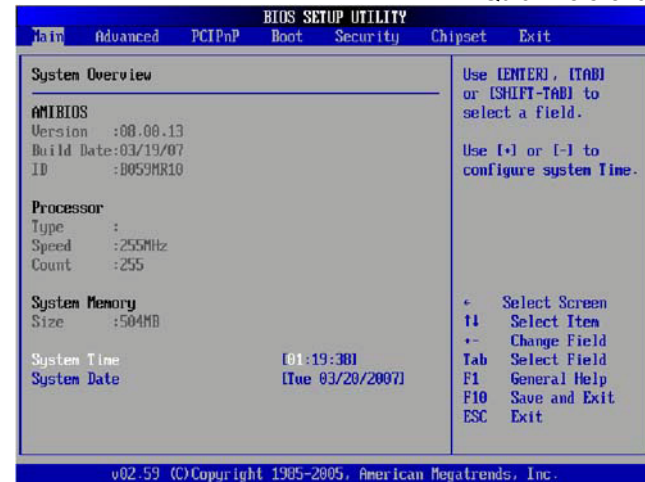 BIOS SETUP UTILITY
Main Advanced PCIPnP Boot Security Chipset Exit
System Overview
AMIBIOS
Version :08.00.13
Build Date:03/19/07
ID :B059MR10
Processor
Type :
Speed :255MHz
Count :255
System Memory
Size :504MB
System Time [01:19:38]
System Date [Tue 03/20/2007]
Use [ENTER], [TAB]
or [SHIFT-TAB] to
select a field.
Use [+] or [-] to
configure system Time.
← Select Screen
↑↓ Select Item
+- Change Field
Tab Select Field
F1 General Help
F10 Save and Exit
ESC Exit
v02.59 (C)Copyright 1985-2005, American Megatrends, Inc.